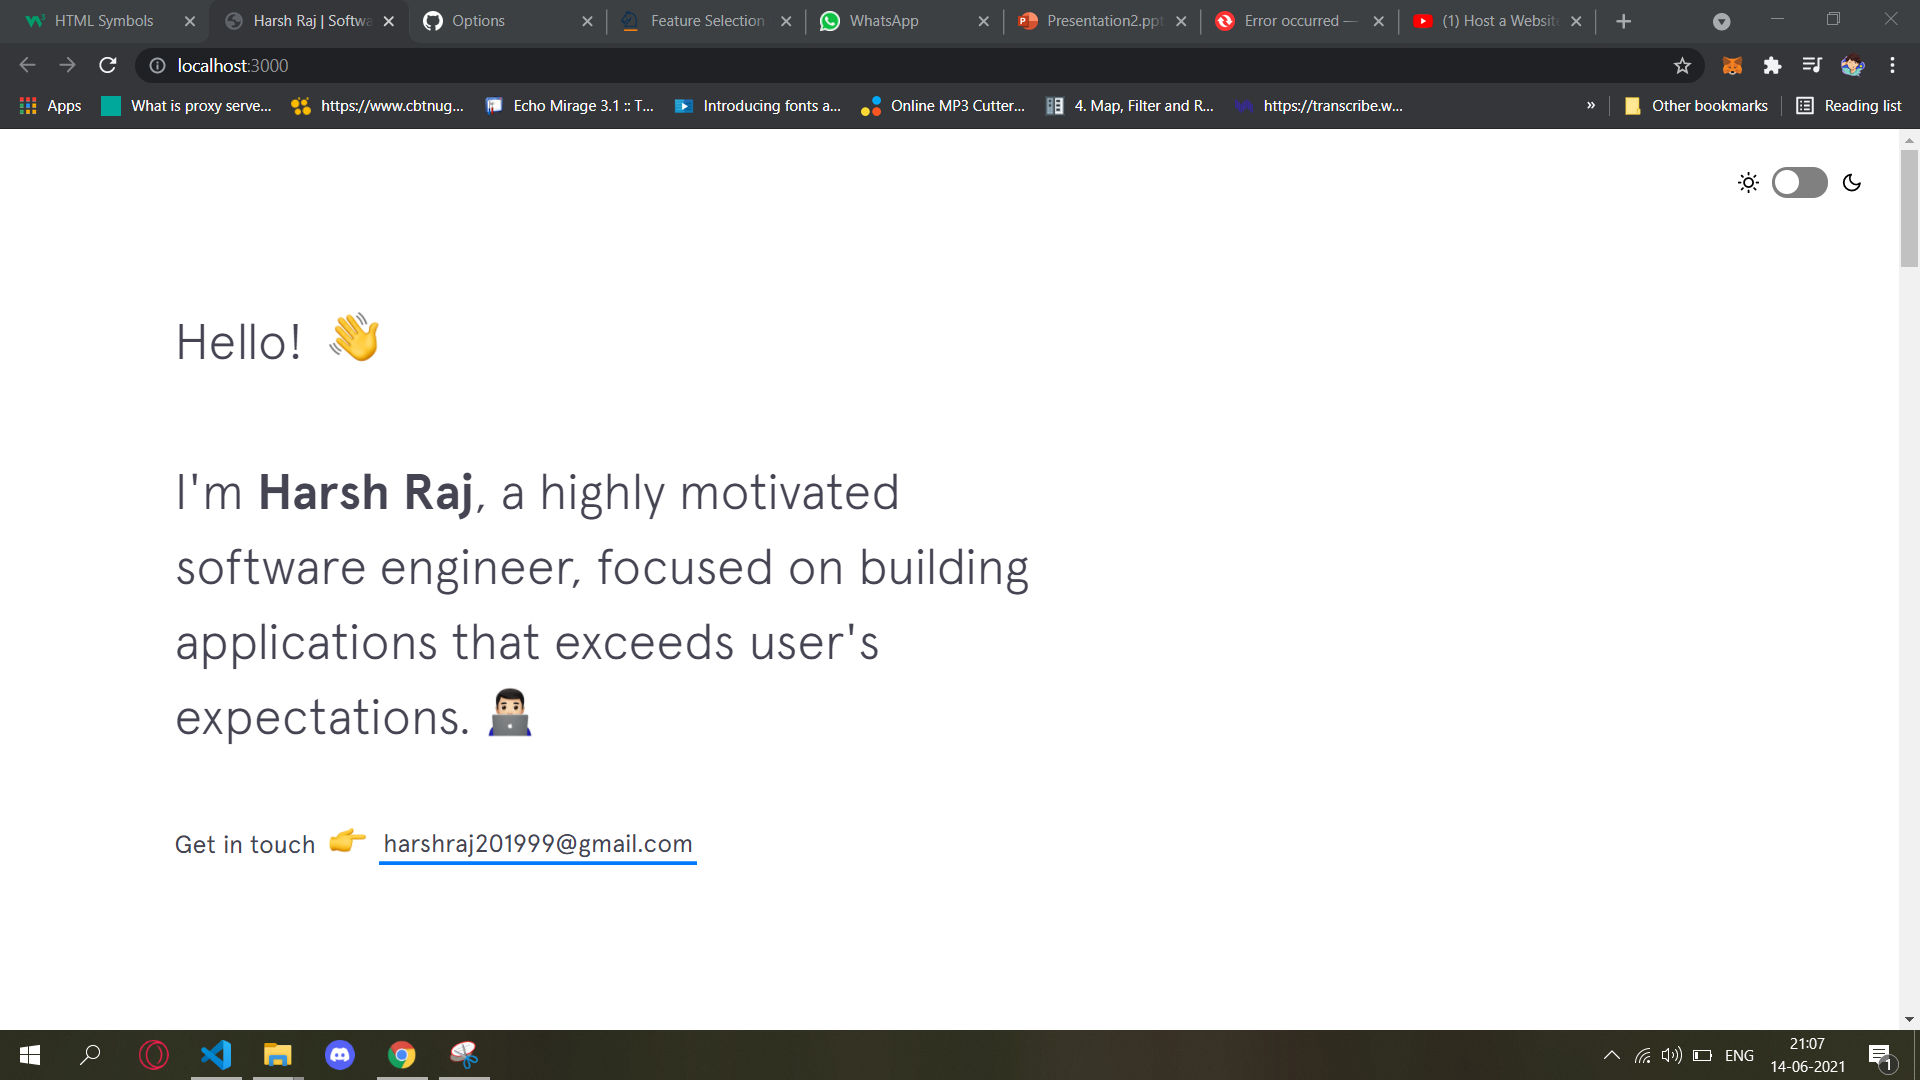 HTML Symbols
Harsh Raj | Softwa
Options
Feature Selection
WhatsApp
Presentation2.ppt
Error occurred —
(1) Host a Website
localhost:3000
Apps
What is proxy serve...
https://www.cbtnug...
Echo Mirage 3.1 :: T...
Introducing fonts a...
Online MP3 Cutter...
4. Map, Filter and R...
https://transcribe.w...
»
Other bookmarks
Reading list
Hello! 👋
I'm Harsh Raj, a highly motivated
software engineer, focused on building
applications that exceeds user's
expectations. 👨🏻‍💻
Get in touch 👉 harshraj201999@gmail.com
ENG
21:07
14-06-2021
1